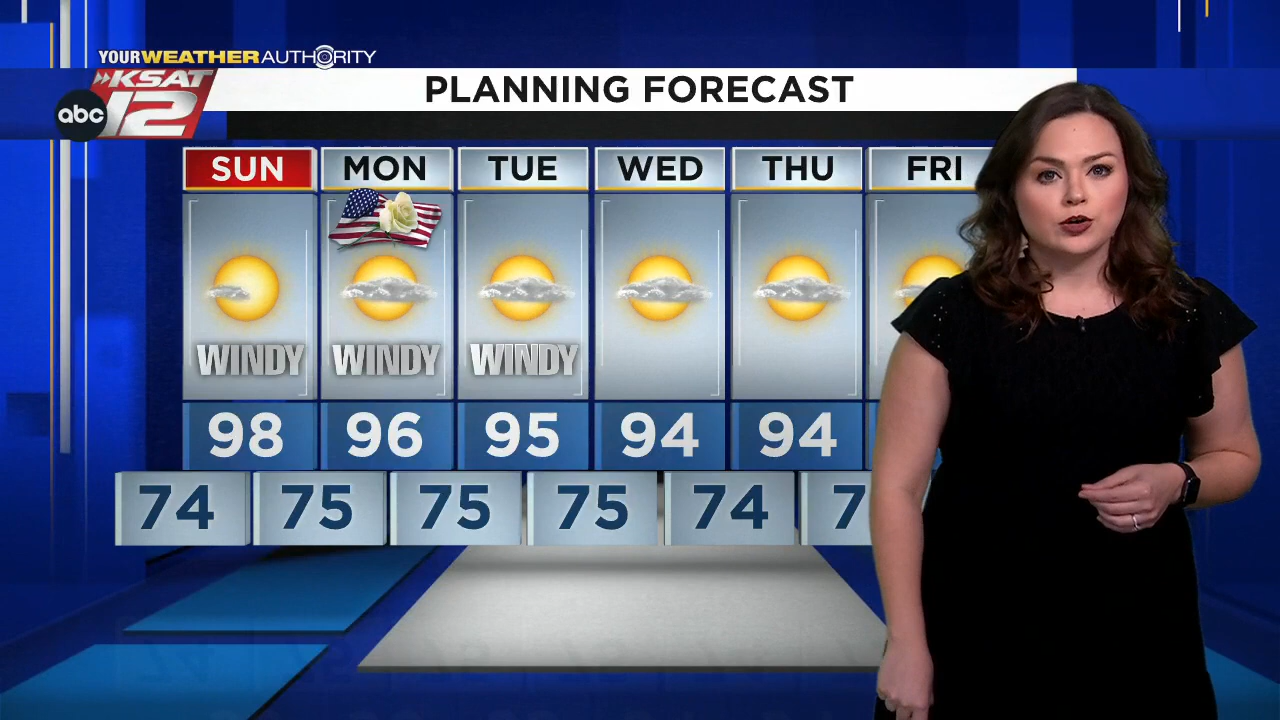 YOURWEATHERAUTHORITY
KSAT
abc
12
PLANNING FORECAST
SUN MON TUE WED THU FRI
WINDY WINDY WINDY
98 96 95 94 94
74 75 75 75 74 7